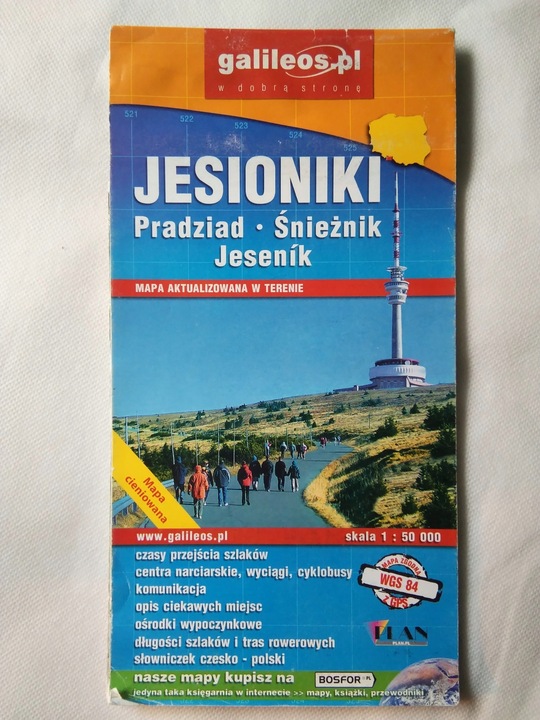 galileos.pl
w dobrą stronę
521
522
523
524
525
JESIONIKI
Pradziad · Śnieżnik
Jeseník
MAPA AKTUALIZOWANA W TERENIE
Mapa
cieniowana
www.galileos.pl
skala 1 : 50 000
czasy przejścia szlaków
centra narciarskie, wyciągi, cyklobusy
komunikacja
opis ciekawych miejsc
ośrodki wypoczynkowe
długości szlaków i tras rowerowych
słowniczek czesko - polski
MAPA ZGODNA
WGS 84
Z GPS
PLAN
PLAN.PL
nasze mapy kupisz na
BOSFOR.PL
jedyna taka księgarnia w internecie >> mapy, książki, przewodniki